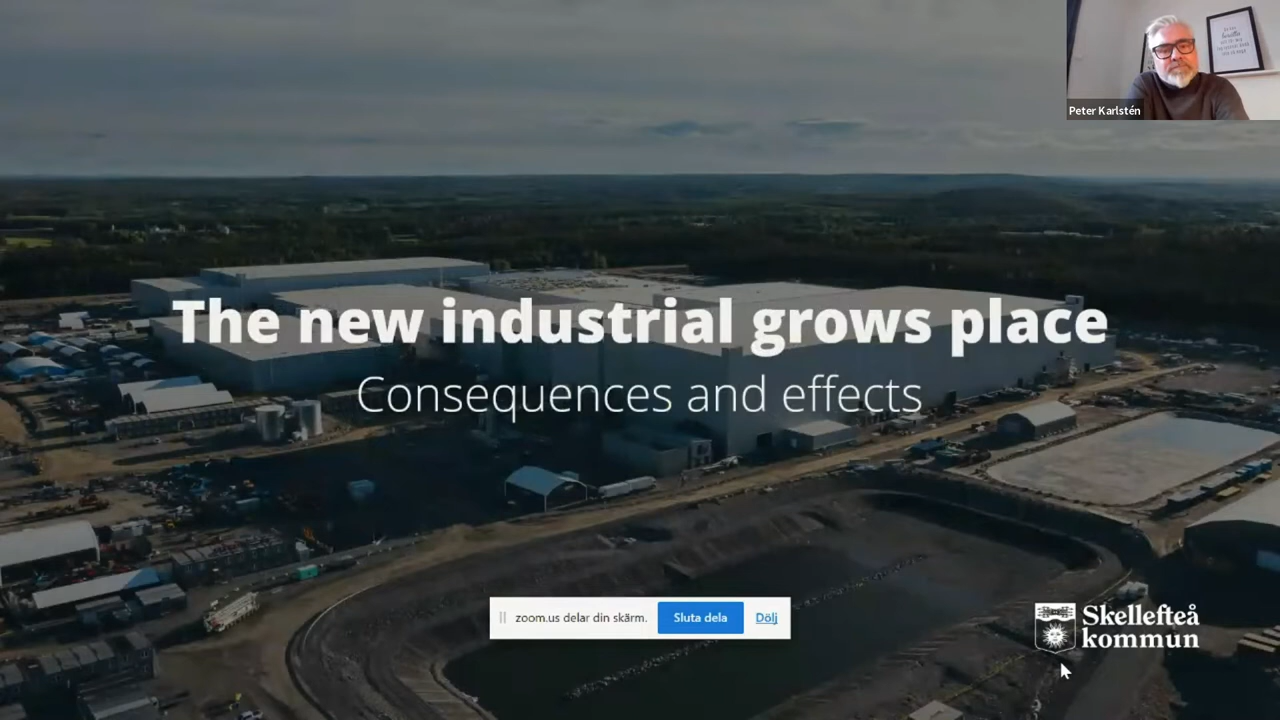 Peter Karlstén
The new industrial grows place
Consequences and effects
zoom.us delar din skärm.
Sluta dela
Dölj
Skellefteå
kommun